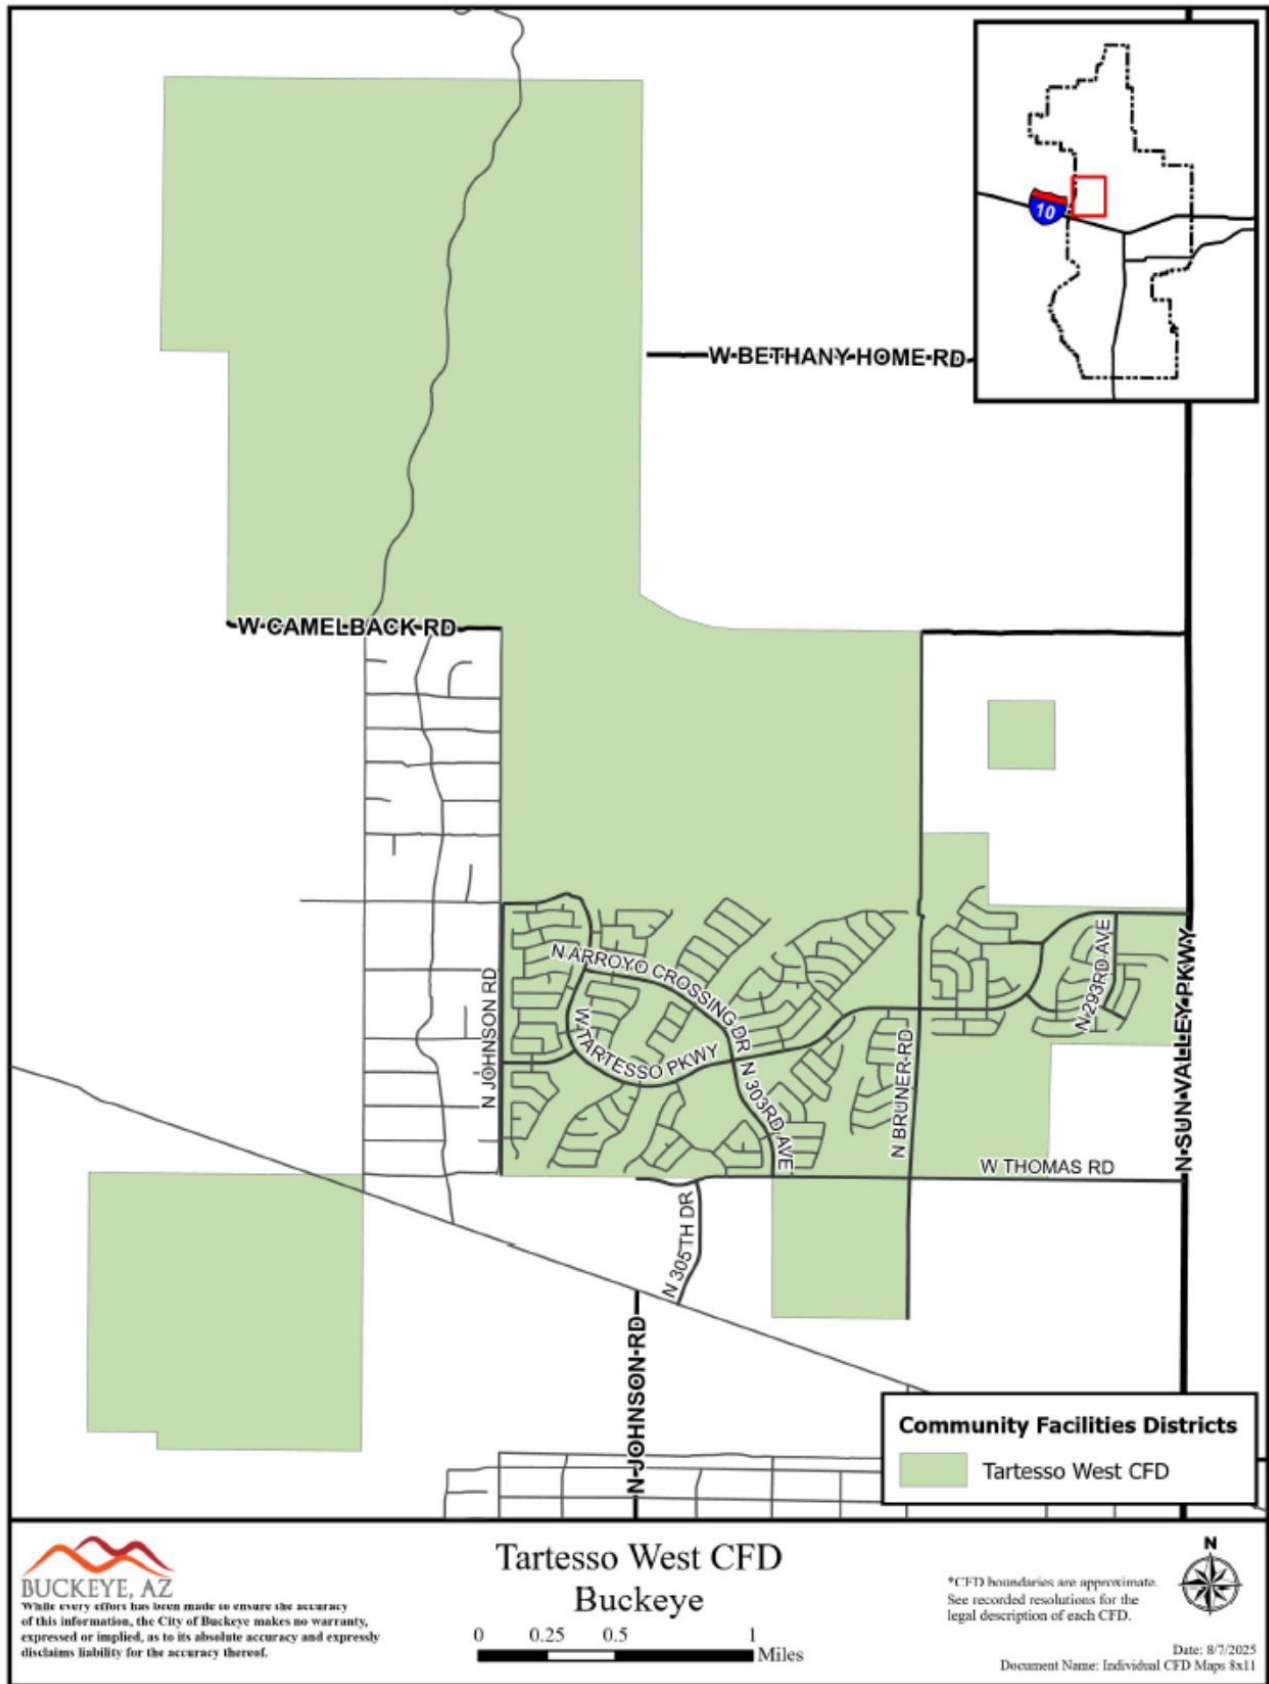 10
W BETHANY HOME RD
W CAMELBACK RD
N ARROYO CROSSING DR
W TARTESSO PKWY
N JOHNSON RD
N 303RD AVE
N BRUNER RD
N 293RD AVE
N SUN VALLEY PKWY
W THOMAS RD
N 305TH DR
N JOHNSON RD
Community Facilities Districts
Tartesso West CFD
BUCKEYE, AZ
While every effort has been made to ensure the accuracy
of this information, the City of Buckeye makes no warranty,
expressed or implied, as to its absolute accuracy and expressly
disclaims liability for the accuracy thereof.
Tartesso West CFD
Buckeye
0 0.25 0.5 1
Miles
N
*CFD boundaries are approximate.
See recorded resolutions for the
legal description of each CFD.
Date: 8/7/2025
Document Name: Individual CFD Maps 8x11